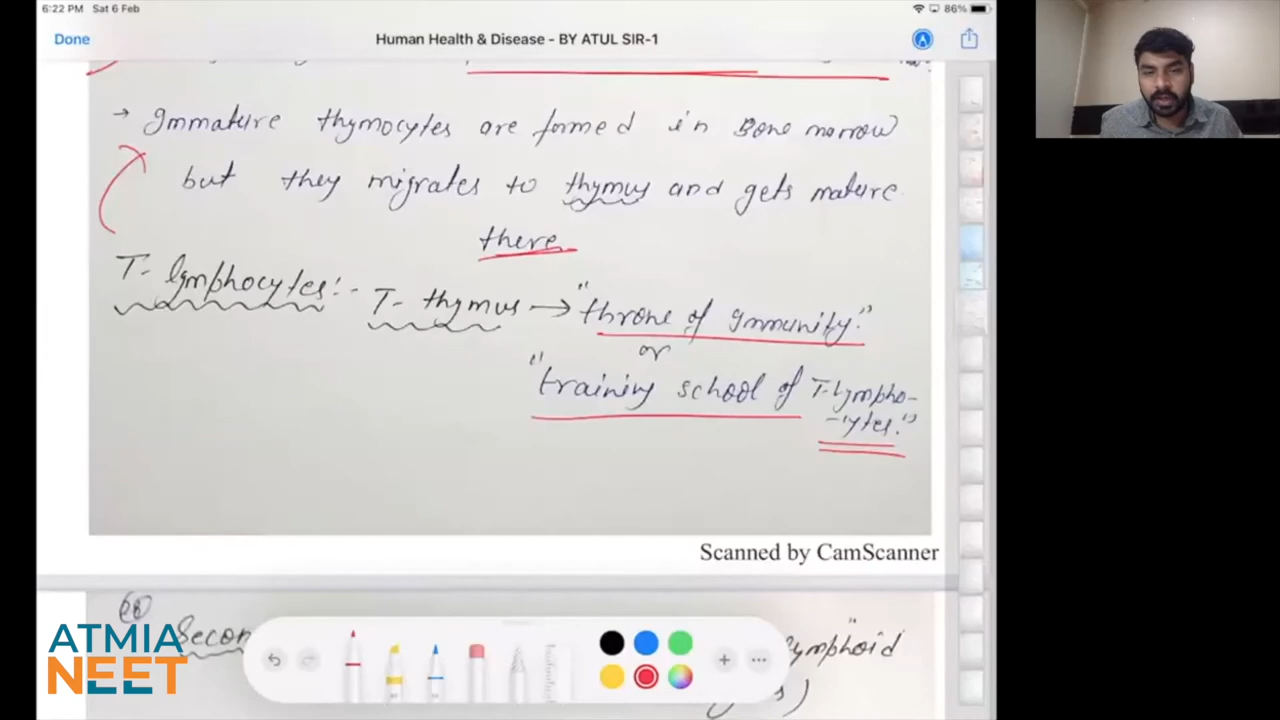 6:22 PM Sat 6 Feb
86%
Done
Human Health & Disease - BY ATUL SIR-1
→ Immature thymocytes are formed in Bone marrow
but they migrates to thymus and gets mature
there
T- lymphocytes:- T- thymus → "throne of Immunity."
or
"training school of T-lympho-
-cytes."
Scanned by CamScanner
lymphoid
ATMIA
NEET